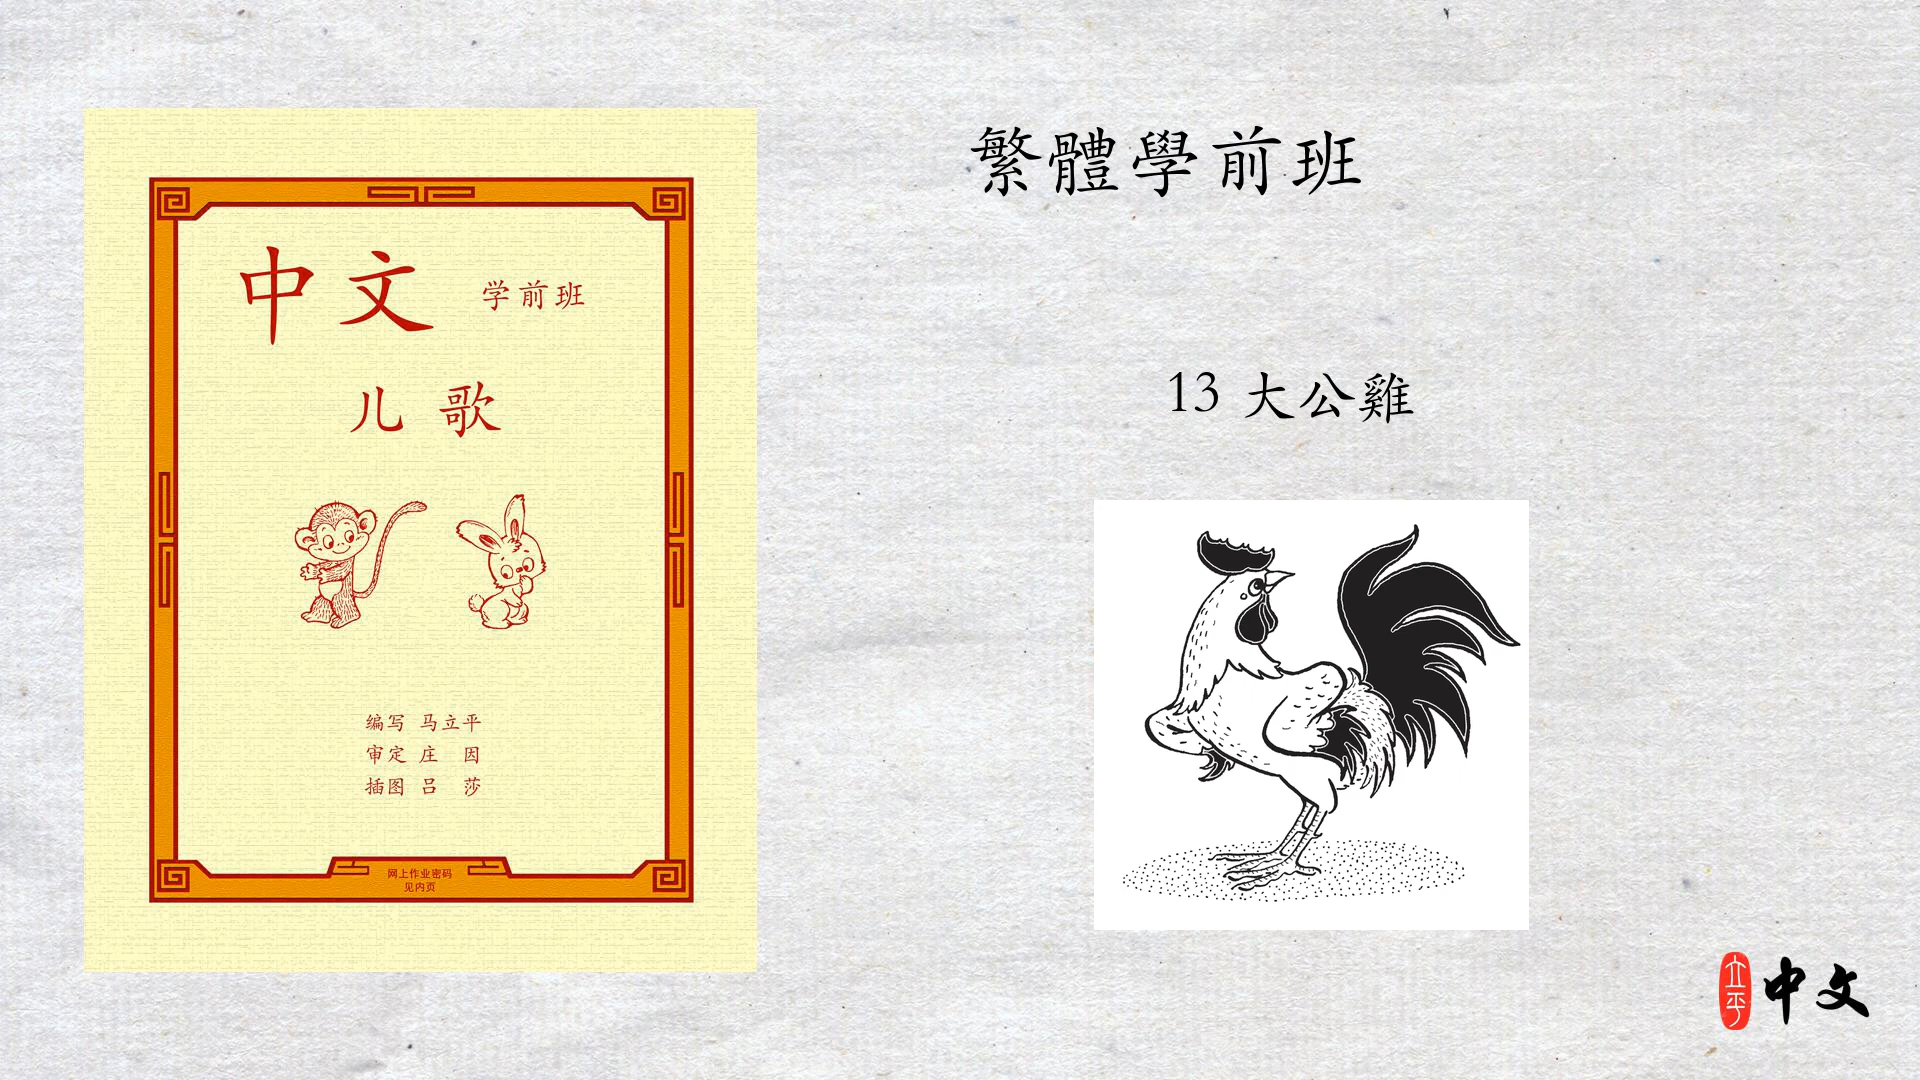 中文 学前班
儿歌
编写 马立平
审定 庄 因
插图 吕 莎
网上作业密码
见内页
繁體學前班
13 大公雞
立平 中文